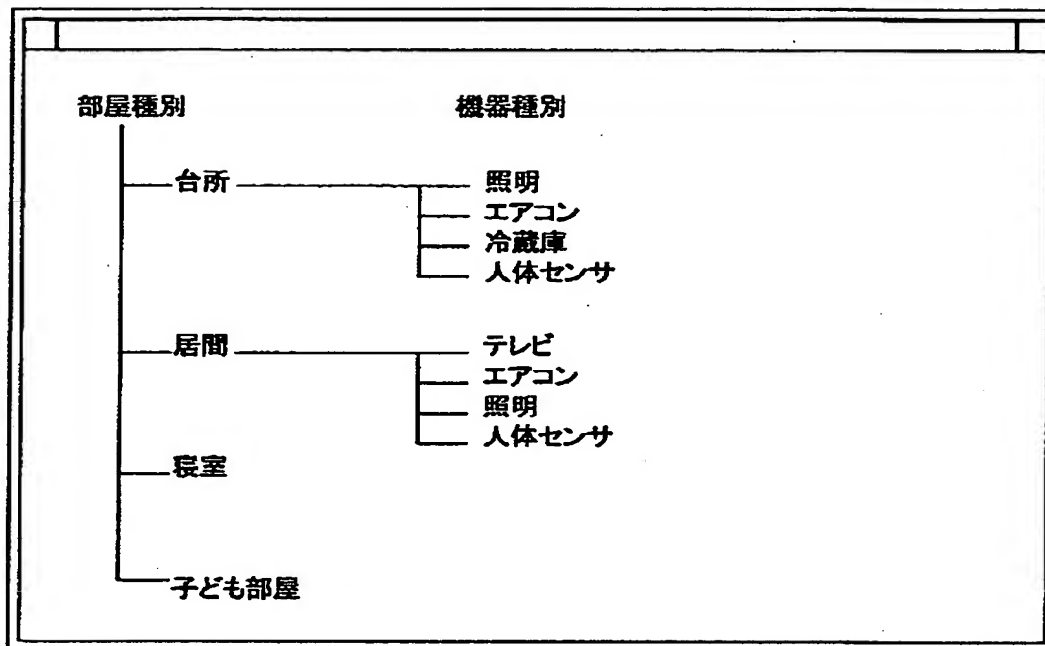 部屋種別 機器種別
台所 照明
エアコン
冷蔵庫
人体センサ
居間 テレビ
エアコン
照明
人体センサ
寝室
子ども部屋